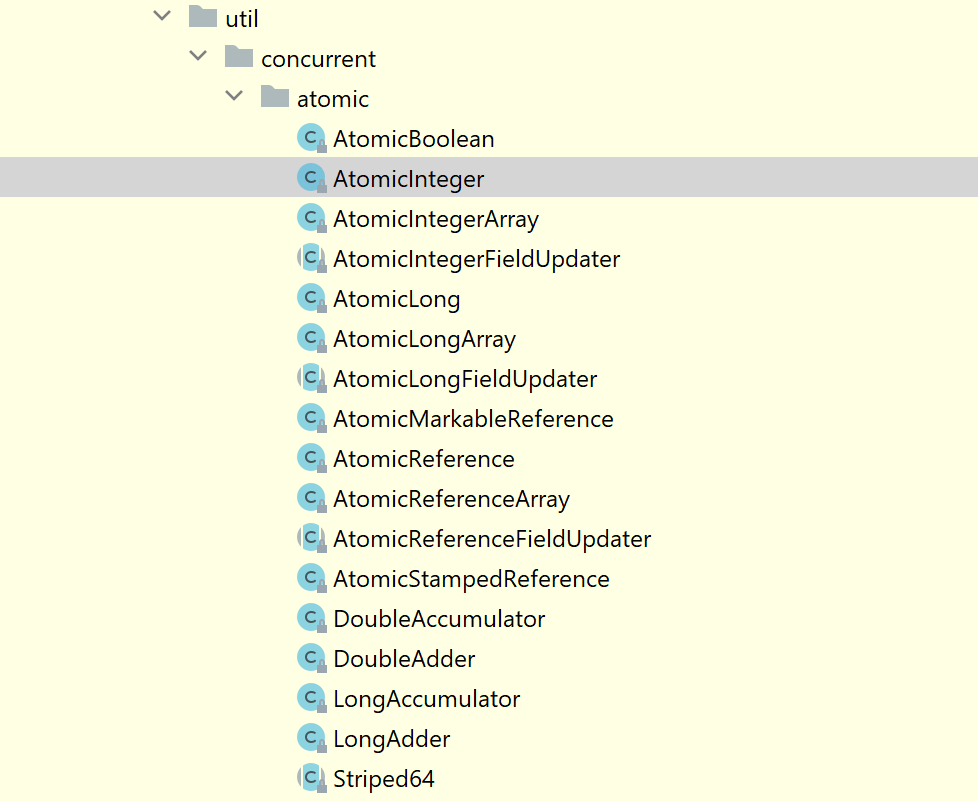 util
concurrent
atomic
C AtomicBoolean
C AtomicInteger
C AtomicIntegerArray
C AtomicIntegerFieldUpdater
C AtomicLong
C AtomicLongArray
C AtomicLongFieldUpdater
C AtomicMarkableReference
C AtomicReference
C AtomicReferenceArray
C AtomicReferenceFieldUpdater
C AtomicStampedReference
C DoubleAccumulator
C DoubleAdder
C LongAccumulator
C LongAdder
C Striped64